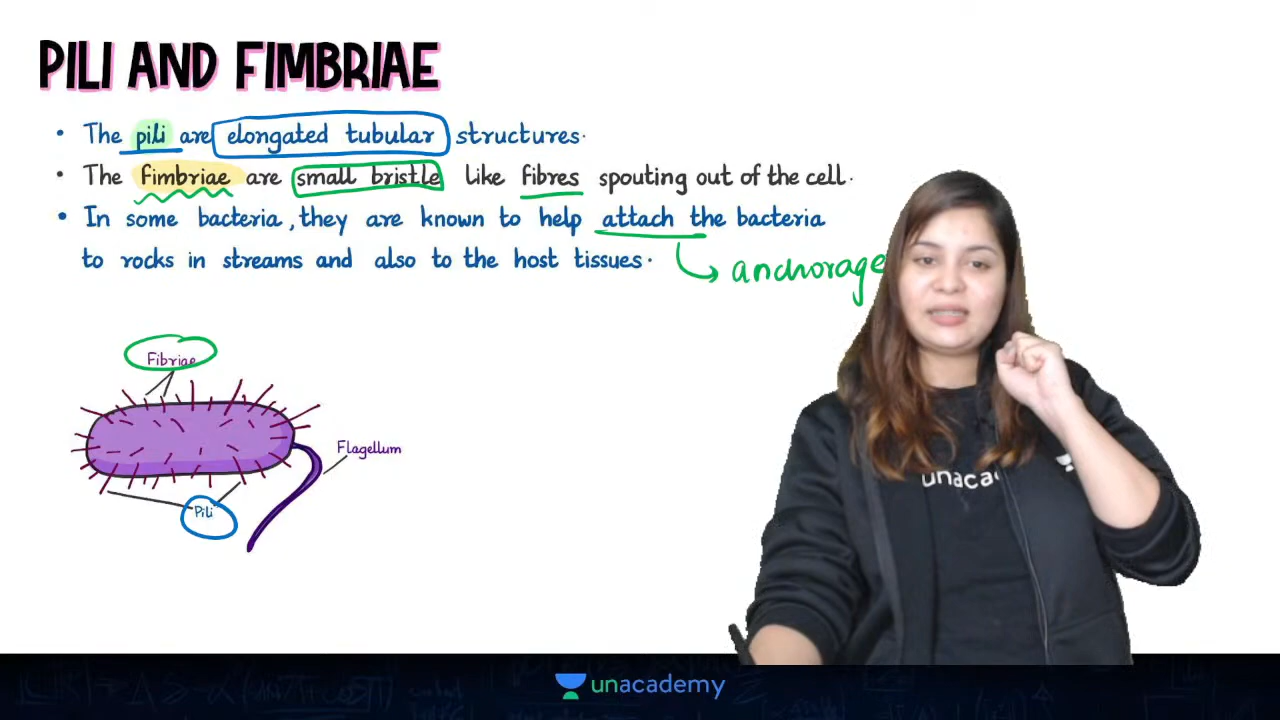 PILI AND FIMBRIAE
• The pili are elongated tubular structures.
• The fimbriae are small bristle like fibres spouting out of the cell.
• In some bacteria, they are known to help attach the bacteria
to rocks in streams and also to the host tissues.
anchorage
Fibriae
Flagellum
Pili
unaca
unacademy